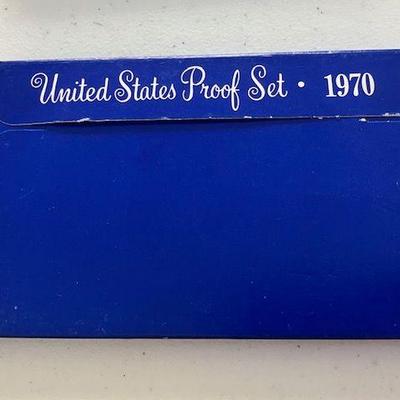 United States Proof Set · 1970